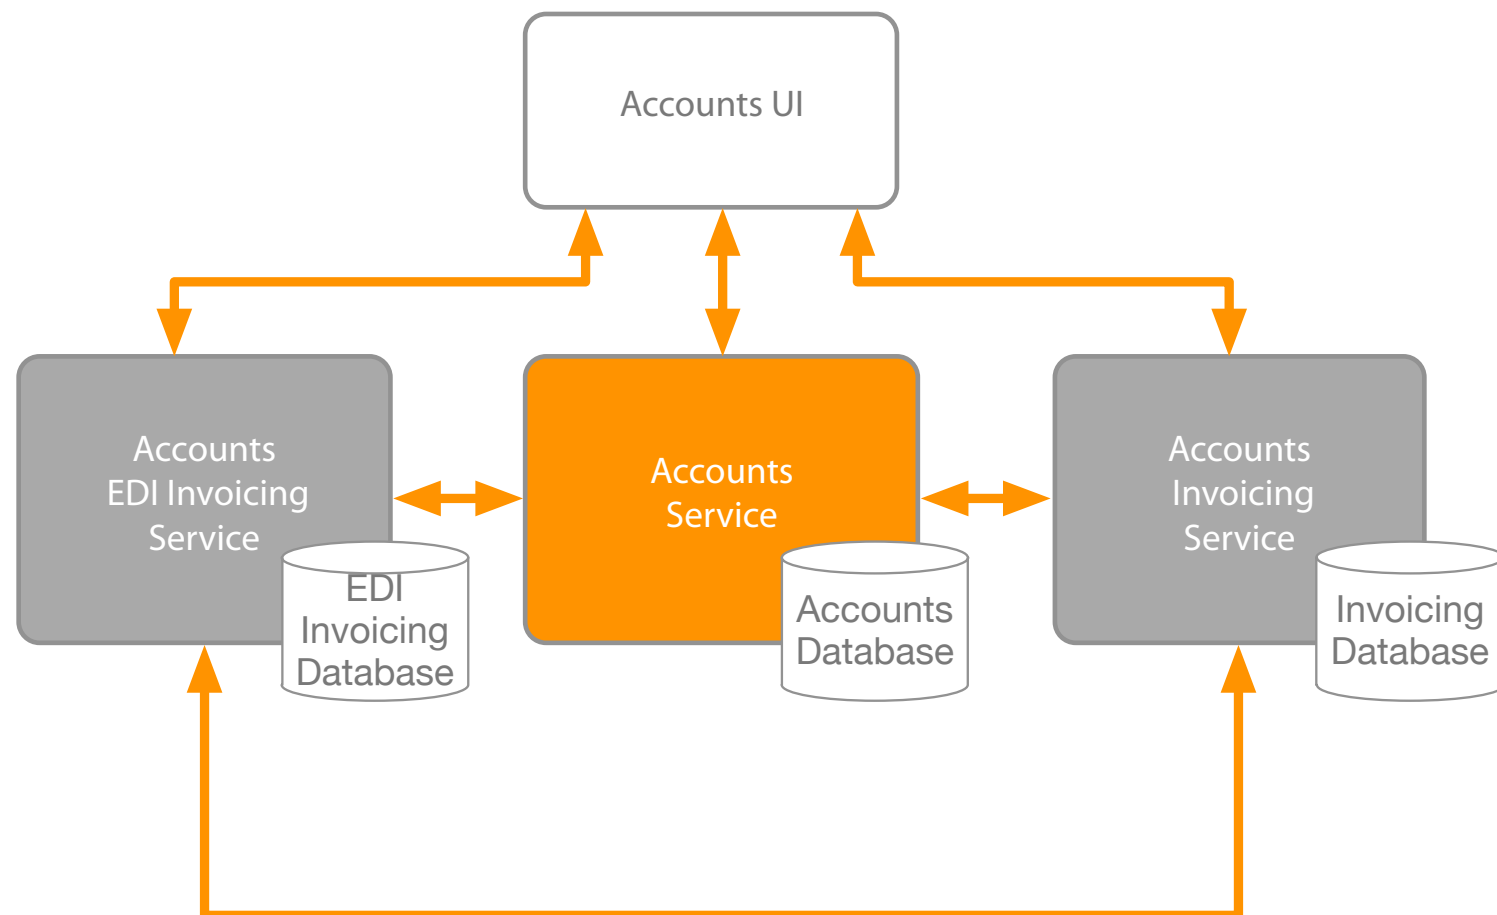 Accounts UI
Accounts
EDI Invoicing
Service
EDI
Invoicing
Database
Accounts
Service
Accounts
Database
Accounts
Invoicing
Service
Invoicing
Database